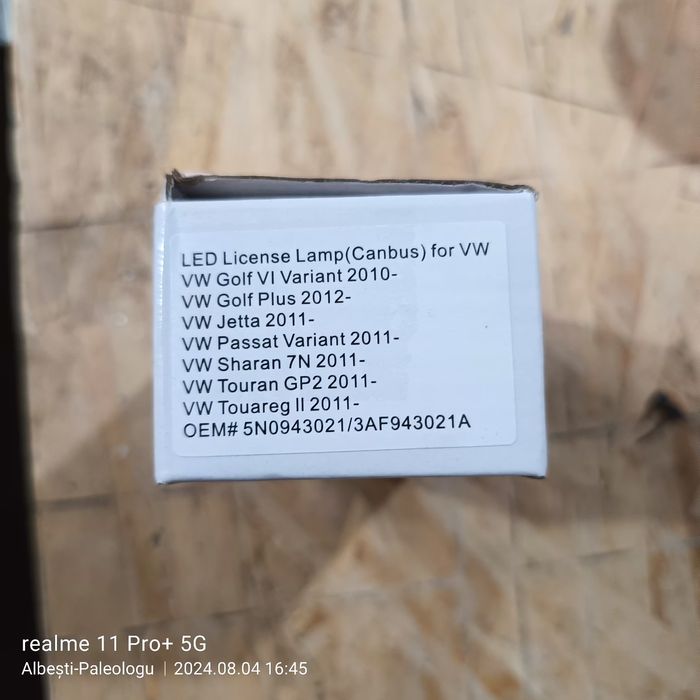 LED License Lamp(Canbus) for VW
VW Golf VI Variant 2010-
VW Golf Plus 2012-
VW Jetta 2011-
VW Passat Variant 2011-
VW Sharan 7N 2011-
VW Touran GP2 2011-
VW Touareg II 2011-
OEM# 5N0943021/3AF943021A
realme 11 Pro+ 5G
Albești-Paleologu | 2024.08.04 16:45